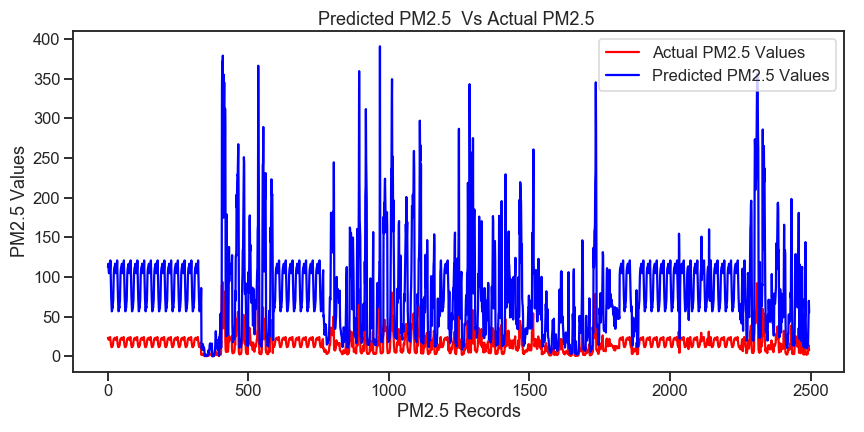 Predicted PM2.5  Vs Actual PM2.5
Actual PM2.5 Values
Predicted PM2.5 Values
PM2.5 Values
400
350
300
250
200
150
100
50
0
0 500 1000 1500 2000 2500
PM2.5 Records